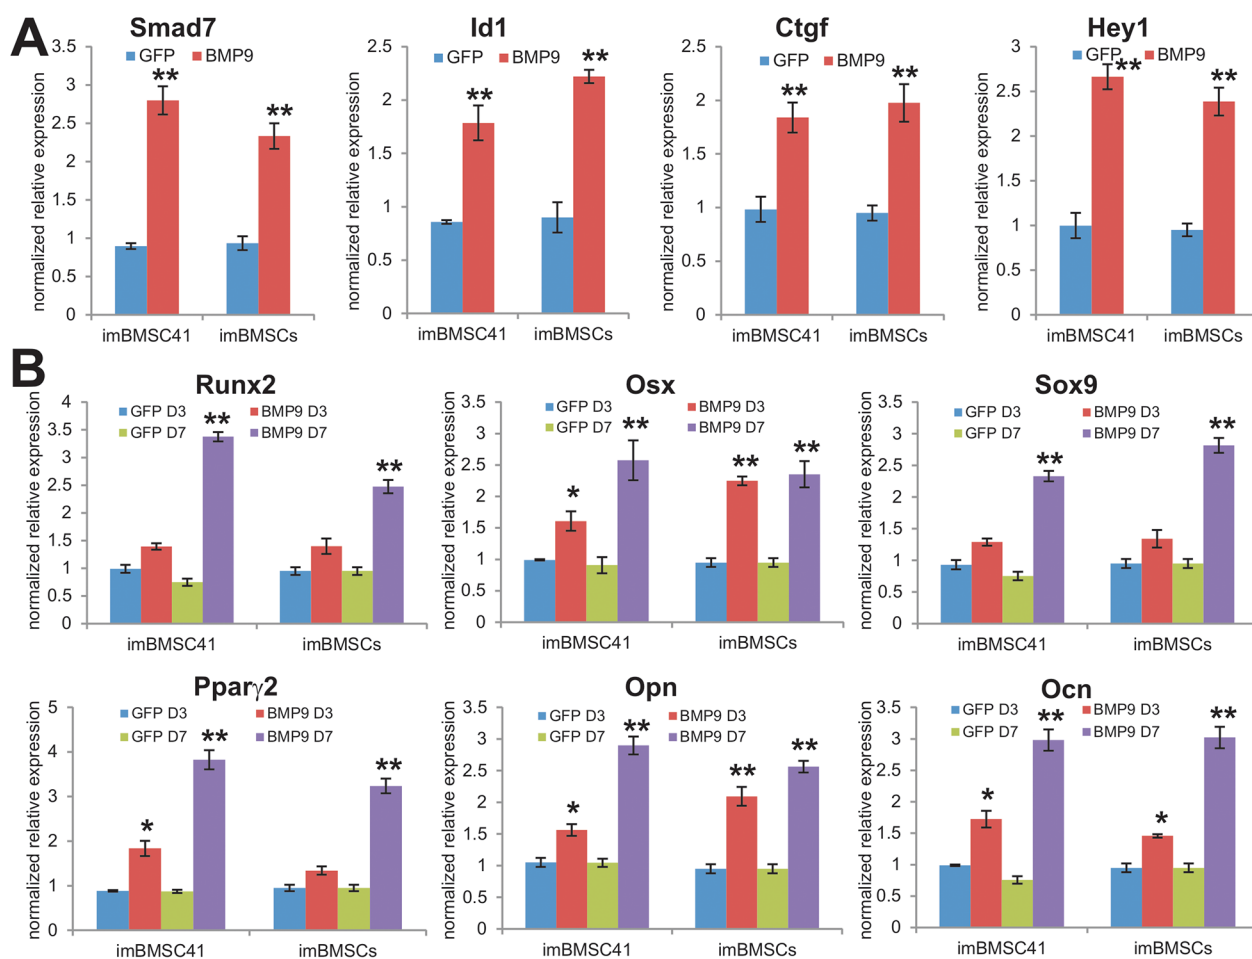 A
Smad7
normalized relative expression
3.5
3
2.5
2
1.5
1
0.5
0
GFP BMP9
**
**
imBMSC41 imBMSCs
Id1
normalized relative expression
2.5
2
1.5
1
0.5
0
GFP BMP9
**
**
imBMSC41 imBMSCs
Ctgf
normalized relative expression
2.5
2
1.5
1
0.5
0
GFP BMP9
**
**
imBMSC41 imBMSCs
Hey1
normalized relative expression
3
2.5
2
1.5
1
0.5
0
GFP BMP9
**
**
imBMSC41 imBMSCs
B
Runx2
normalized relative expression
4
3.5
3
2.5
2
1.5
1
0.5
0
GFP D3 BMP9 D3
GFP D7 BMP9 D7
**
**
imBMSC41 imBMSCs
Osx
normalized relative expression
3.5
3
2.5
2
1.5
1
0.5
0
GFP D3 BMP9 D3
GFP D7 BMP9 D7
*
**
**
**
imBMSC41 imBMSCs
Sox9
normalized relative expression
3.5
3
2.5
2
1.5
1
0.5
0
GFP D3 BMP9 D3
GFP D7 BMP9 D7
**
**
imBMSC41 imBMSCs
Pparγ2
normalized relative expression
5
4
3
2
1
0
GFP D3 BMP9 D3
GFP D7 BMP9 D7
*
**
**
imBMSC41 imBMSCs
Opn
normalized relative expression
3.5
3
2.5
2
1.5
1
0.5
0
GFP D3 BMP9 D3
GFP D7 BMP9 D7
*
**
**
**
imBMSC41 imBMSCs
Ocn
normalized relative expression
3.5
3
2.5
2
1.5
1
0.5
0
GFP D3 BMP9 D3
GFP D7 BMP9 D7
*
**
*
**
imBMSC41 imBMSCs